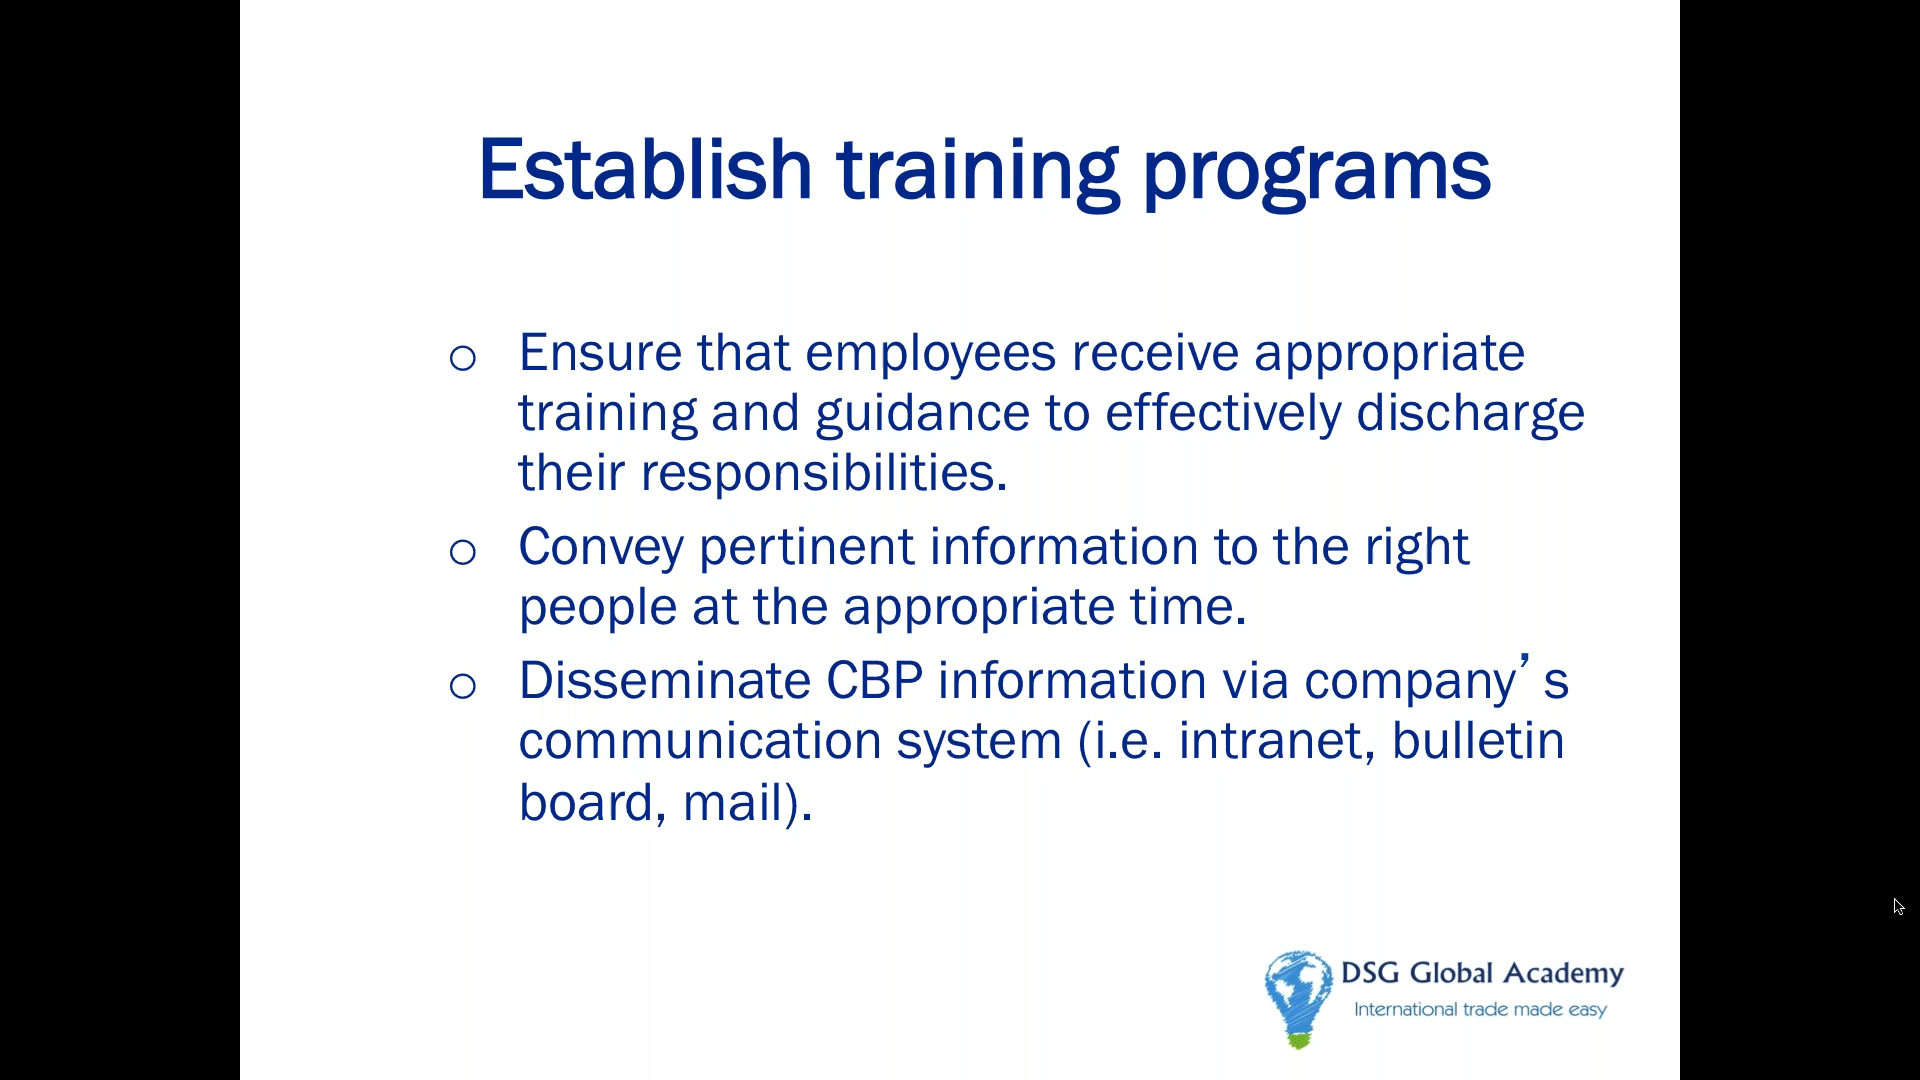 Establish training programs
o Ensure that employees receive appropriate
training and guidance to effectively discharge
their responsibilities.
o Convey pertinent information to the right
people at the appropriate time.
o Disseminate CBP information via company’s
communication system (i.e. intranet, bulletin
board, mail).
DSG Global Academy
International trade made easy